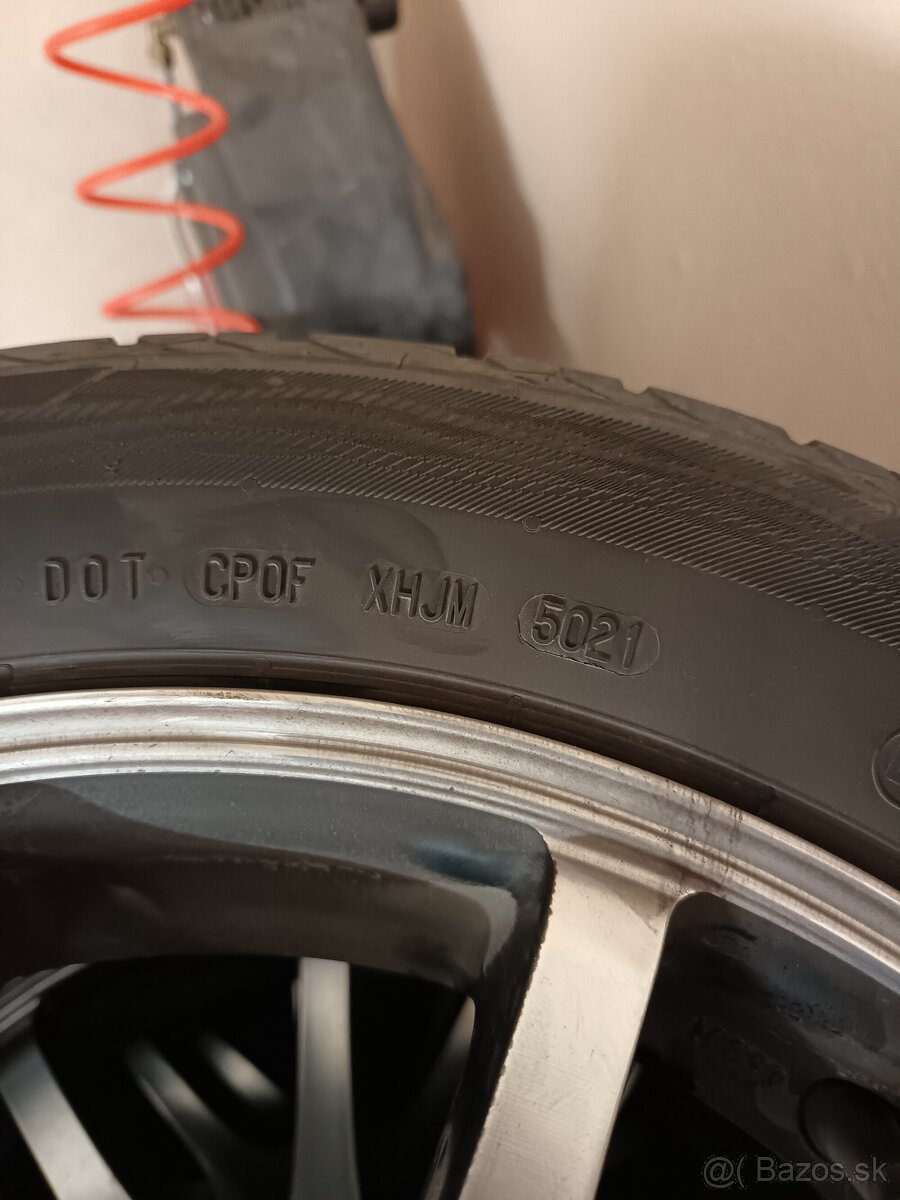 DOT CPOF XHJM 5021
@( Bazos.sk